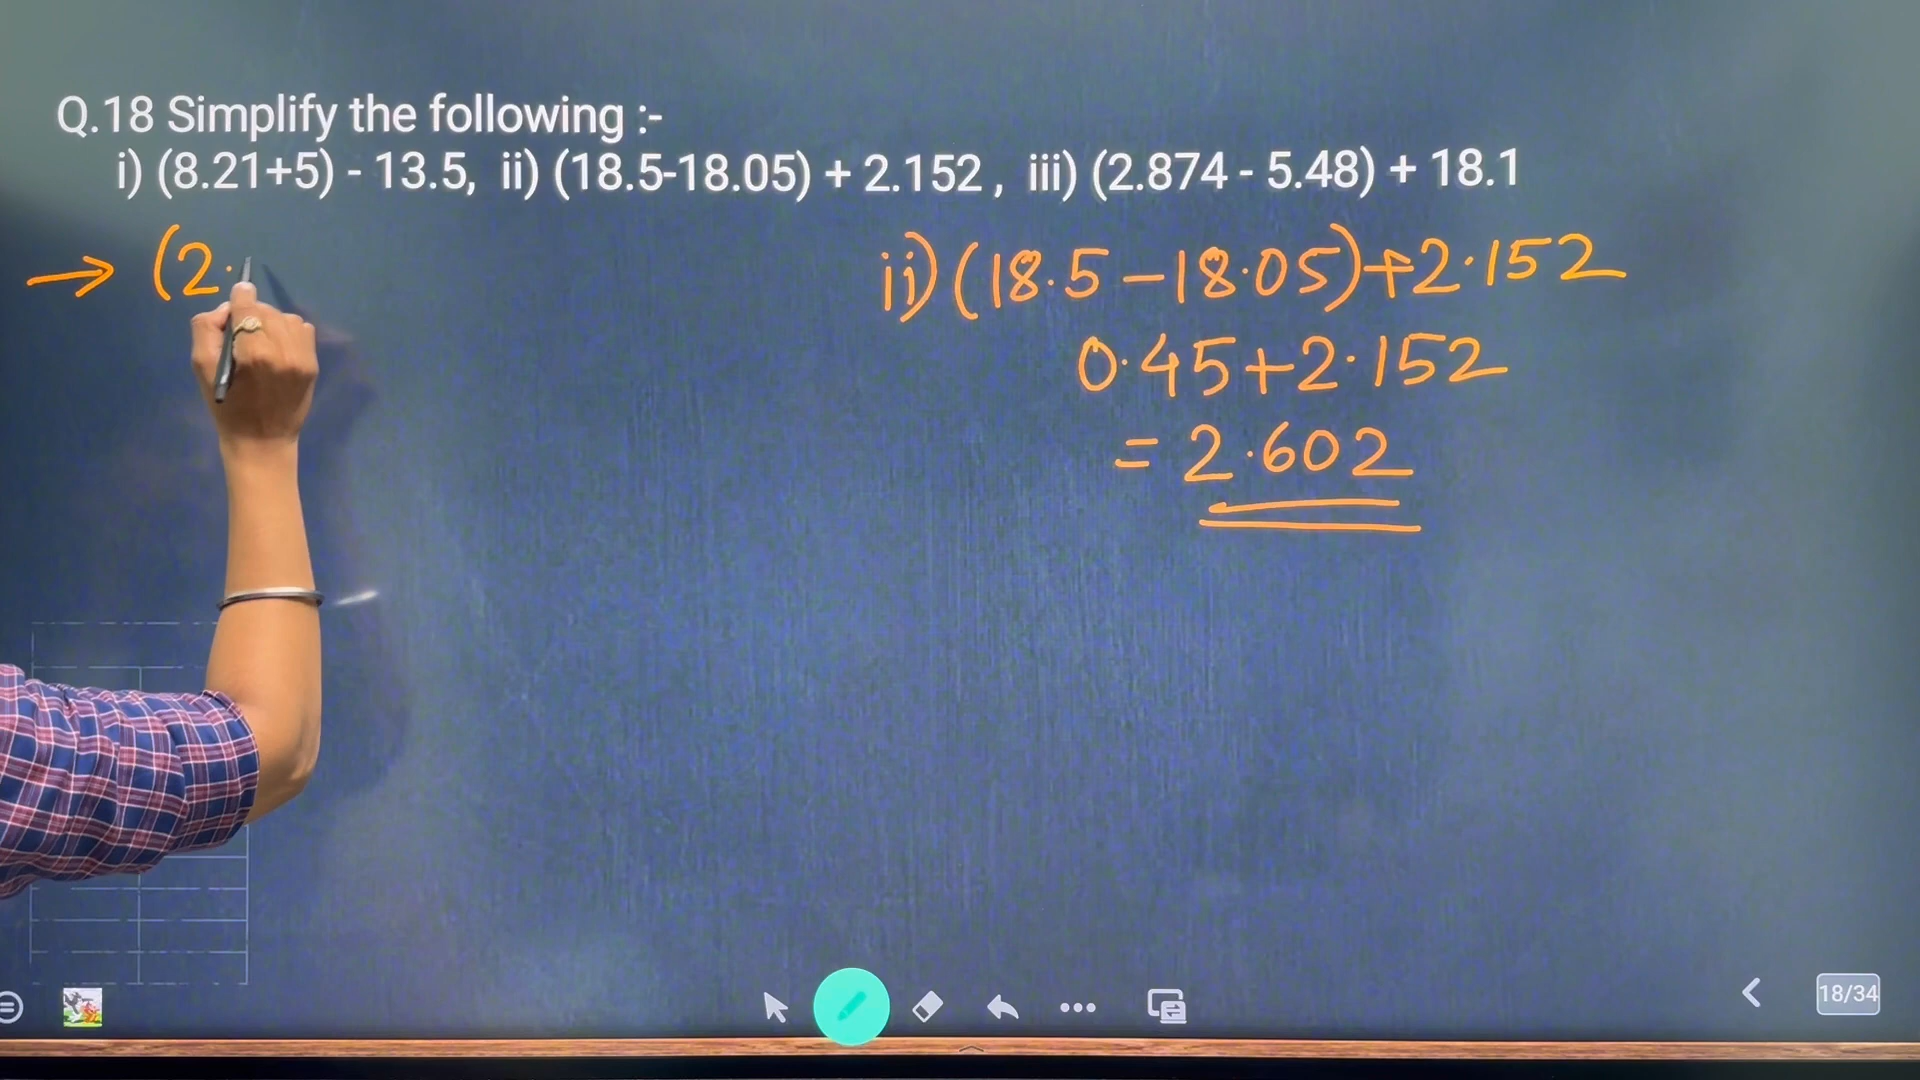 Q.18 Simplify the following :-
i) (8.21+5) - 13.5, ii) (18.5-18.05) + 2.152 , iii) (2.874 - 5.48) + 18.1
→ (2.
ii) (18.5 - 18.05) + 2.152
0.45 + 2.152
= 2.602
18/34